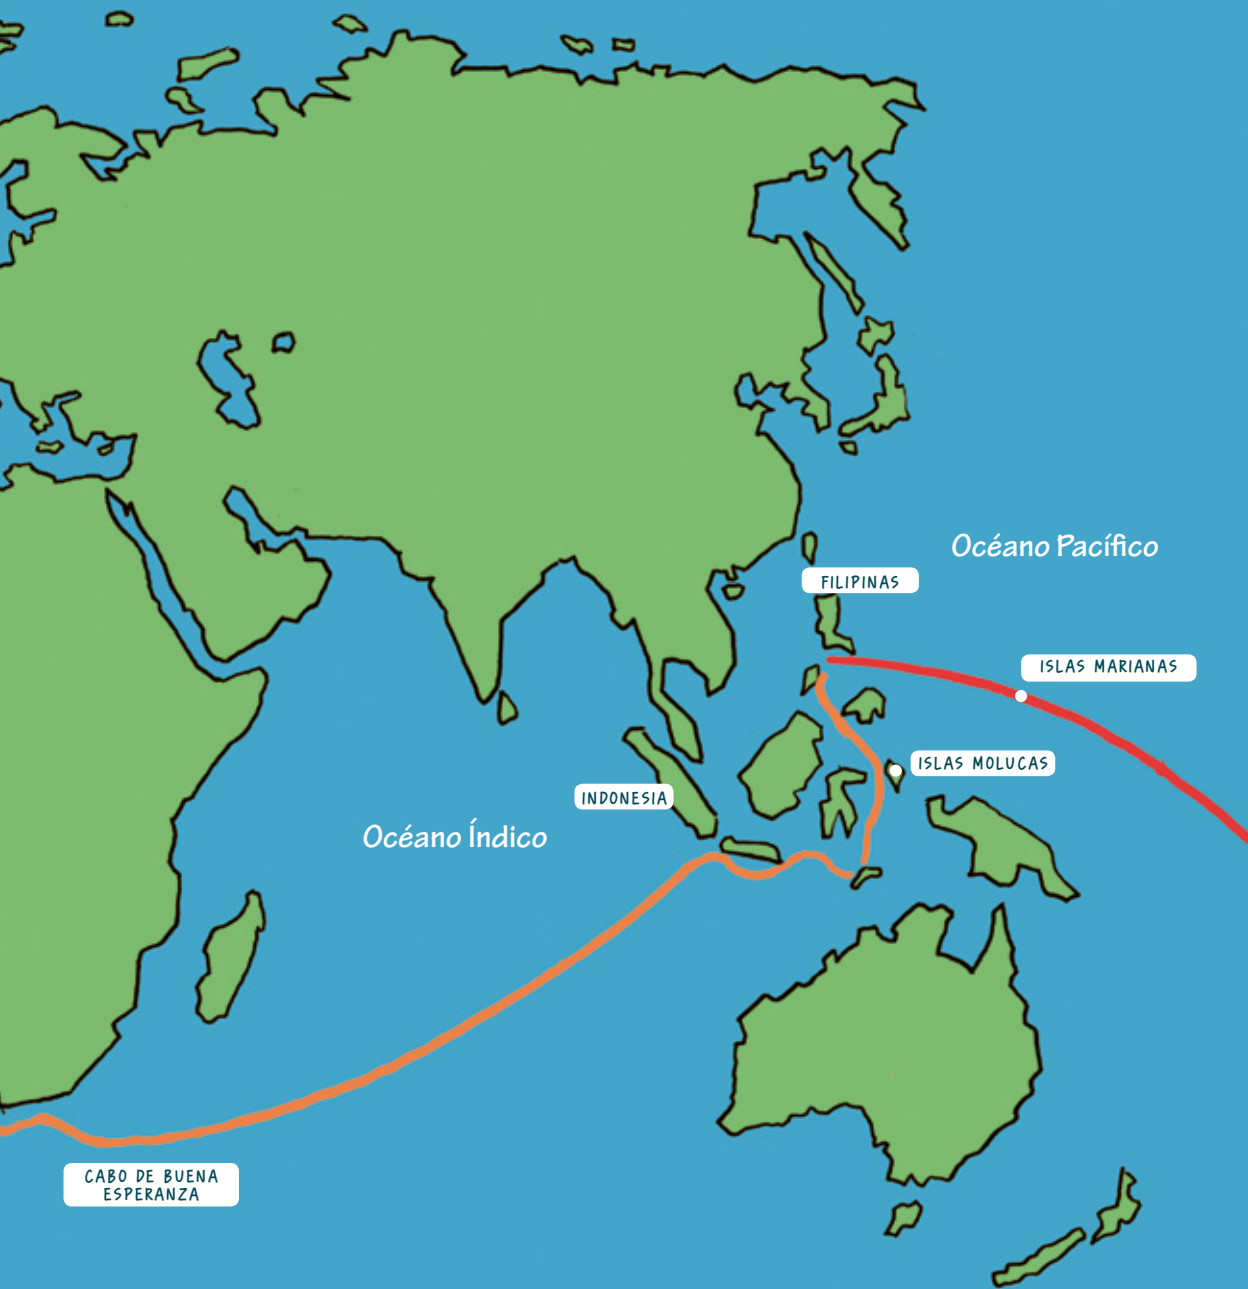 Océano Pacífico
FILIPINAS
ISLAS MARIANAS
ISLAS MOLUCAS
INDONESIA
Océano Índico
CABO DE BUENA
ESPERANZA